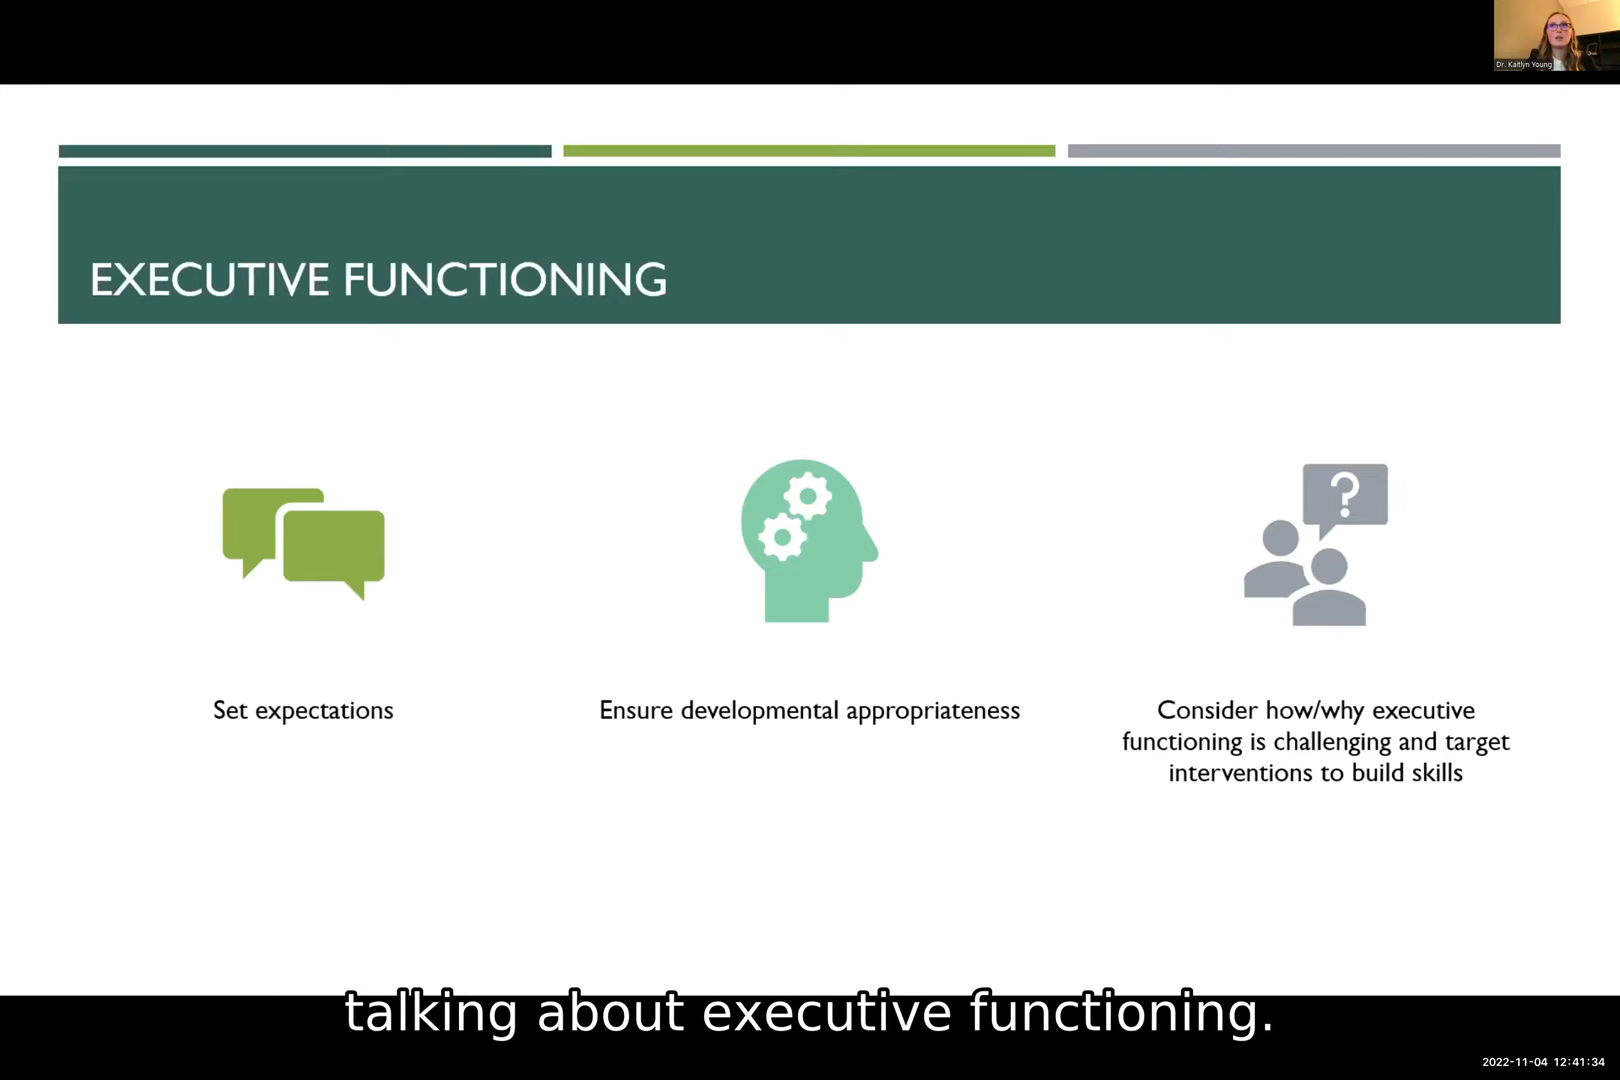 Dr. Kaitlyn Young
EXECUTIVE FUNCTIONING
?
Set expectations
Ensure developmental appropriateness
Consider how/why executive
functioning is challenging and target
interventions to build skills
talking about executive functioning.
2022-11-04 12:41:34